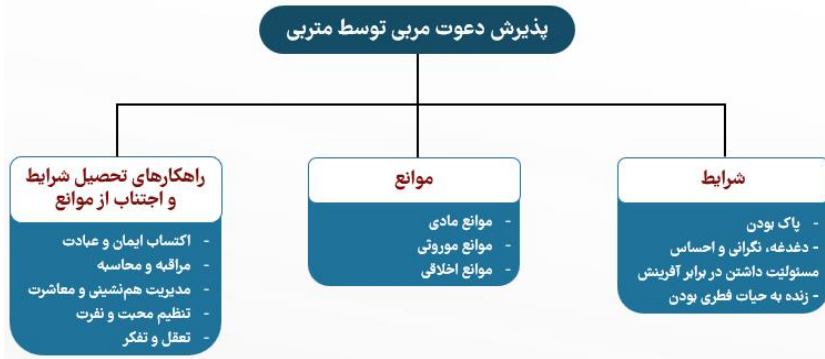 پذیرش دعوت مربی توسط متربی
شرایط
- پاک بودن
- دغدغه، نگرانی و احساس
مسئولیّت داشتن در برابر آفرینش
- زنده به حیات فطری بودن
موانع
- موانع مادی
- موانع موروثی
- موانع اخلاقی
راهکارهای تحصیل شرایط
و اجتناب از موانع
- اکتساب ایمان و عبادت
- مراقبه و محاسبه
- مدیریت هم‌نشینی و معاشرت
- تنظیم محبت و نفرت
- تعقل و تفکر